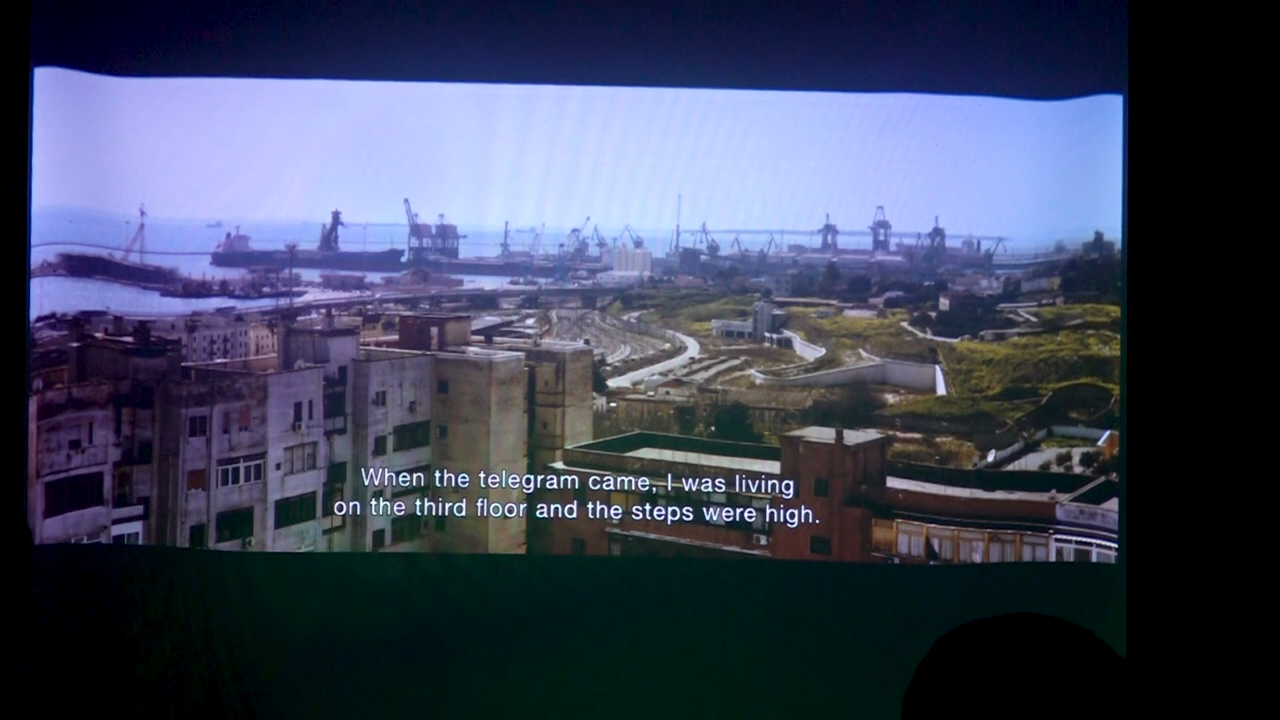 When the telegram came, I was living
on the third floor and the steps were high.